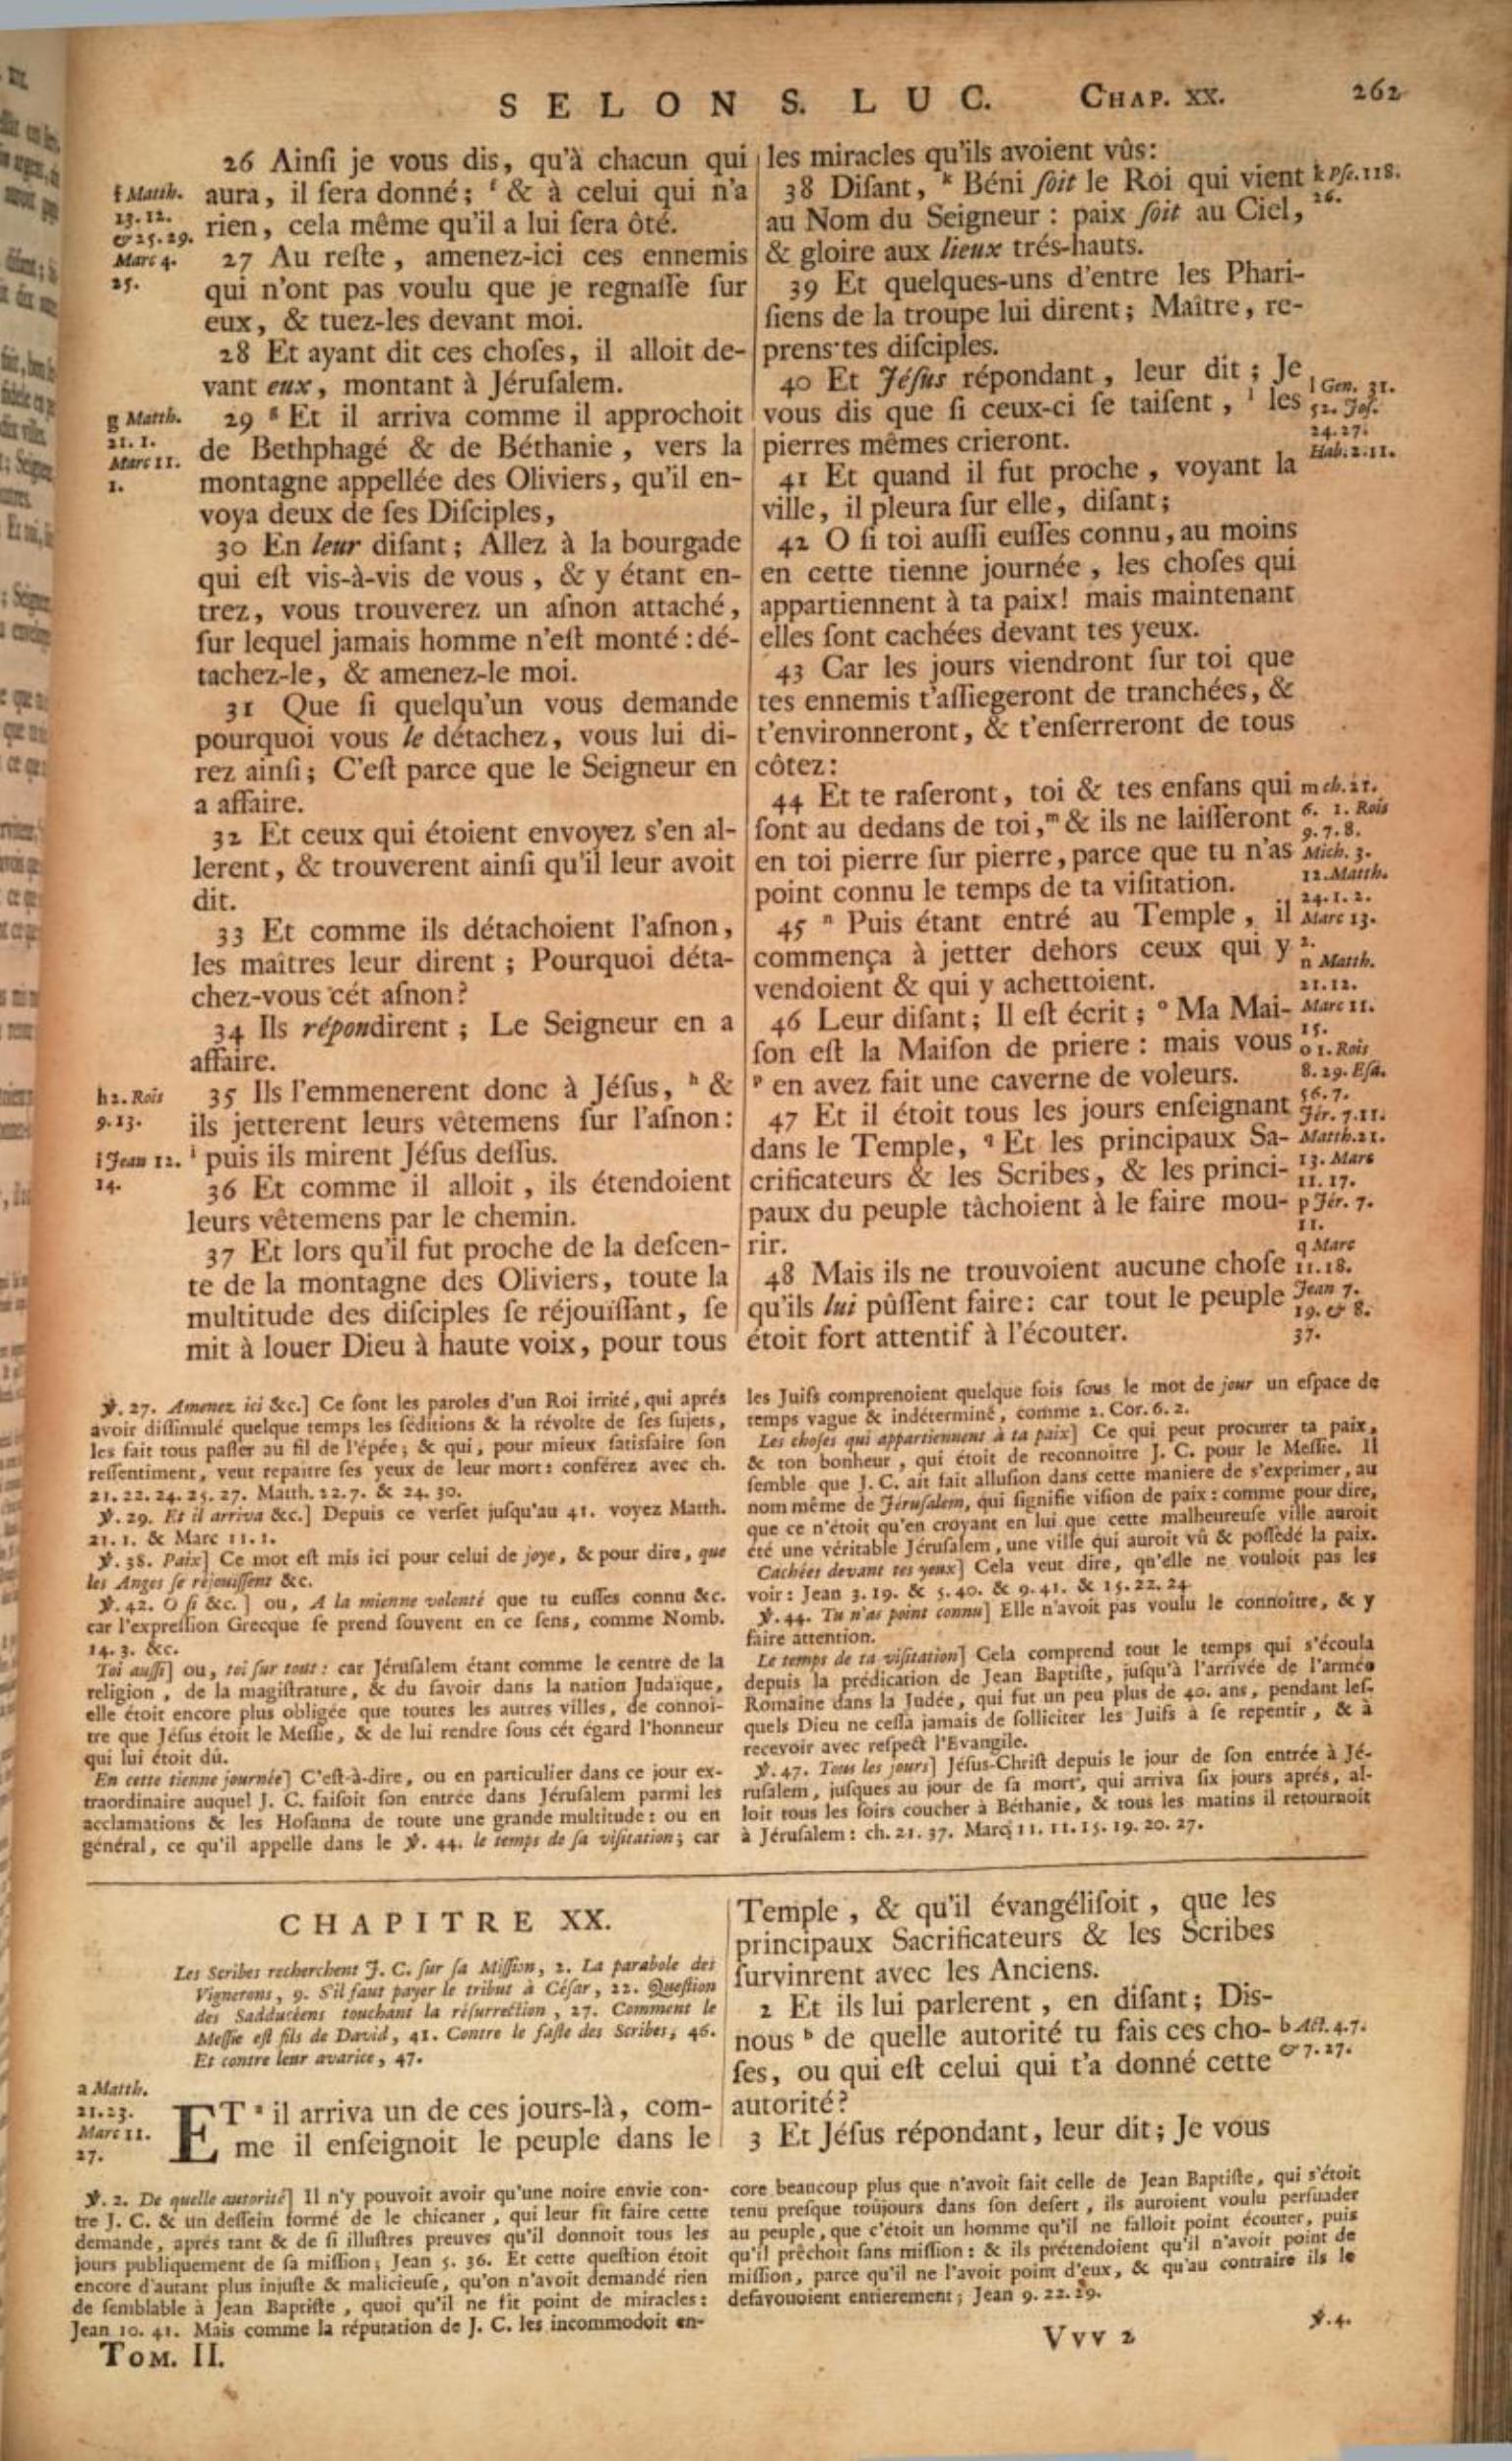 SELON S. LUC. CHAP. XX. 262
26 Ainſi je vous dis, qu'à chacun qui
aura, il ſera donné; ᶠ & à celui qui n'a
rien, cela même qu'il a lui ſera ôté.
27 Au reſte, amenez-ici ces ennemis
qui n'ont pas voulu que je regnaſſe ſur
eux, & tuez-les devant moi.
28 Et ayant dit ces choſes, il alloit de-
vant eux, montant à Jéruſalem.
29 ᵍ Et il arriva comme il approchoit
de Bethphagé & de Béthanie, vers la
montagne appellée des Oliviers, qu'il en-
voya deux de ſes Diſciples,
30 En leur diſant; Allez à la bourgade
qui eſt vis-à-vis de vous, & y étant en-
trez, vous trouverez un aſnon attaché,
ſur lequel jamais homme n'eſt monté: dé-
tachez-le, & amenez-le moi.
31 Que ſi quelqu'un vous demande
pourquoi vous le détachez, vous lui di-
rez ainſi; C'eſt parce que le Seigneur en
a affaire.
32 Et ceux qui étoient envoyez s'en al-
lerent, & trouverent ainſi qu'il leur avoit
dit.
33 Et comme ils détachoient l'aſnon,
les maîtres leur dirent; Pourquoi déta-
chez-vous cét aſnon?
34 Ils répondirent; Le Seigneur en a
affaire.
35 Ils l'emmenerent donc à Jéſus, ʰ &
ils jetterent leurs vêtemens ſur l'aſnon:
ⁱ puis ils mirent Jéſus deſſus.
36 Et comme il alloit, ils étendoient
leurs vêtemens par le chemin.
37 Et lors qu'il fut proche de la deſcen-
te de la montagne des Oliviers, toute la
multitude des diſciples ſe réjouïſſant, ſe
mit à louer Dieu à haute voix, pour tous
f Matth.
13.12.
& 25.29.
Marc 4.
25.
g Matth.
21.1.
Marc 11.
1.
h 2. Rois
9.13.
i Jean 12.
14.
les miracles qu'ils avoient vûs:
38 Diſant, ᵏ Béni ſoit le Roi qui vient
au Nom du Seigneur: paix ſoit au Ciel,
& gloire aux lieux trés-hauts.
39 Et quelques-uns d'entre les Phari-
ſiens de la troupe lui dirent; Maître, re-
prens tes diſciples.
40 Et Jéſus répondant, leur dit; Je
vous dis que ſi ceux-ci ſe taiſent, ˡ les
pierres mêmes crieront.
41 Et quand il fut proche, voyant la
ville, il pleura ſur elle, diſant;
42 O ſi toi auſſi euſſes connu, au moins
en cette tienne journée, les choſes qui
appartiennent à ta paix! mais maintenant
elles ſont cachées devant tes yeux.
43 Car les jours viendront ſur toi que
tes ennemis t'aſſiegeront de tranchées, &
t'environneront, & t'enſerreront de tous
côtez:
44 Et te raſeront, toi & tes enfans qui
ſont au dedans de toi,ᵐ & ils ne laiſſeront
en toi pierre ſur pierre, parce que tu n'as
point connu le temps de ta viſitation.
45 ⁿ Puis étant entré au Temple, il
commença à jetter dehors ceux qui y
vendoient & qui y achettoient.
46 Leur diſant; Il eſt écrit; ᵒ Ma Mai-
ſon eſt la Maiſon de priere: mais vous
ᵖ en avez fait une caverne de voleurs.
47 Et il étoit tous les jours enſeignant
dans le Temple, ᑫ Et les principaux Sa-
crificateurs & les Scribes, & les princi-
paux du peuple tâchoient à le faire mou-
rir.
48 Mais ils ne trouvoient aucune choſe
qu'ils lui pûſſent faire: car tout le peuple
étoit fort attentif à l'écouter.
k Pſe. 118.
26.
l Gen. 31.
52. Joſ.
24.27.
Hab. 2.11.
m ch. 21.
6. 1. Rois
9.7.8.
Mich. 3.
12. Matth.
24.1.2.
Marc 13.
2.
n Matth.
21.12.
Marc 11.
15.
o 1. Rois
8.29. Eſa.
56.7.
Jér. 7.11.
Matth. 21.
13. Marc
11.17.
p Jér. 7.
11.
q Marc
11.18.
Jean 7.
19. & 8.
37.
℣. 27. Amenez ici &c.] Ce ſont les paroles d'un Roi irrité, qui aprés
avoir diſſimulé quelque temps les ſéditions & la révolte de ſes ſujets,
les fait tous paſſer au fil de l'épée; & qui, pour mieux ſatisfaire ſon
reſſentiment, veut repaître ſes yeux de leur mort: conférez avec ch.
21. 22. 24. 25. 27. Matth. 22. 7. & 24. 30.
℣. 29. Et il arriva &c.] Depuis ce verſet juſqu'au 41. voyez Matth.
21. 1. & Marc 11. 1.
℣. 38. Paix] Ce mot eſt mis ici pour celui de joye, & pour dire, que
les Anges ſe réjouiſſent &c.
℣. 42. O ſi &c.] ou, A la mienne volonté que tu euſſes connu &c.
car l'expreſſion Grecque ſe prend ſouvent en ce ſens, comme Nomb.
14. 3. &c.
Toi auſſi] ou, toi ſur tout: car Jéruſalem étant comme le centre de la
religion, de la magiſtrature, & du ſavoir dans la nation Judaïque,
elle étoit encore plus obligée que toutes les autres villes, de connoî-
tre que Jéſus étoit le Meſſie, & de lui rendre ſous cét égard l'honneur
qui lui étoit dû.
En cette tienne journée] C'eſt-à-dire, ou en particulier dans ce jour ex-
traordinaire auquel J. C. faiſoit ſon entrée dans Jéruſalem parmi les
acclamations & les Hoſanna de toute une grande multitude: ou en
général, ce qu'il appelle dans le ℣. 44. le temps de ſa viſitation; car
les Juifs comprenoient quelque fois ſous le mot de jour un eſpace de
temps vague & indéterminé, comme 2. Cor. 6. 2.
Les choſes qui appartiennent à ta paix] Ce qui peut procurer ta paix,
& ton bonheur, qui étoit de reconnoître J. C. pour le Meſſie. Il
ſemble que J. C. ait fait alluſion dans cette maniere de s'exprimer, au
nom même de Jéruſalem, qui ſignifie viſion de paix: comme pour dire,
que ce n'étoit qu'en croyant en lui que cette malheureuſe ville auroit
été une véritable Jéruſalem, une ville qui auroit vû & poſſedé la paix.
Cachées devant tes yeux] Cela veut dire, qu'elle ne vouloit pas les
voir: Jean 3. 19. & 5. 40. & 9. 41. & 15. 22. 24.
℣. 44. Tu n'as point connu] Elle n'avoit pas voulu le connoître, & y
faire attention.
Le temps de ta viſitation] Cela comprend tout le temps qui s'écoula
depuis la prédication de Jean Baptiſte, juſqu'à l'arrivée de l'armée
Romaine dans la Judée, qui fut un peu plus de 40. ans, pendant leſ-
quels Dieu ne ceſſa jamais de ſolliciter les Juifs à ſe repentir, & à
recevoir avec reſpect l'Evangile.
℣. 47. Tous les jours] Jéſus-Chriſt depuis le jour de ſon entrée à Jé-
ruſalem, juſques au jour de ſa mort, qui arriva ſix jours aprés, al-
loit tous les ſoirs coucher à Béthanie, & tous les matins il retournoit
à Jéruſalem: ch. 21. 37. Marc 11. 11. 15. 19. 20. 27.
CHAPITRE XX.
Les Scribes recherchent J. C. ſur ſa Miſſion, 2. La parabole des
Vignerons, 9. S'il faut payer le tribut à Céſar, 22. Queſtion
des Sadducéens touchant la réſurrection, 27. Comment le
Meſſie eſt fils de David, 41. Contre le faſte des Scribes, 46.
Et contre leur avarice, 47.
a Matth.
21.23.
Marc 11.
27.
ET ᵃ il arriva un de ces jours-là, com-
me il enſeignoit le peuple dans le
Temple, & qu'il évangéliſoit, que les
principaux Sacrificateurs & les Scribes
ſurvinrent avec les Anciens.
2 Et ils lui parlerent, en diſant; Dis-
nous ᵇ de quelle autorité tu fais ces cho-
ſes, ou qui eſt celui qui t'a donné cette
autorité?
3 Et Jéſus répondant, leur dit; Je vous
b Act. 4.7.
& 7.27.
℣. 2. De quelle autorité] Il n'y pouvoit avoir qu'une noire envie con-
tre J. C. & un deſſein formé de le chicaner, qui leur fit faire cette
demande, aprés tant & de ſi illuſtres preuves qu'il donnoit tous les
jours publiquement de ſa miſſion; Jean 5. 36. Et cette queſtion étoit
encore d'autant plus injuſte & malicieuſe, qu'on n'avoit demandé rien
de ſemblable à Jean Baptiſte, quoi qu'il ne fit point de miracles:
Jean 10. 41. Mais comme la réputation de J. C. les incommodoit en-
core beaucoup plus que n'avoit fait celle de Jean Baptiſte, qui s'étoit
tenu preſque toûjours dans ſon deſert, ils auroient voulu perſuader
au peuple, que c'étoit un homme qu'il ne falloit point écouter, puis
qu'il prêchoit ſans miſſion: & ils prétendoient qu'il n'avoit point de
miſſion, parce qu'il ne l'avoit point d'eux, & qu'au contraire ils le
deſavouoient entierement; Jean 9. 22. 29.
TOM. II.
Vvv 2
℣. 4.